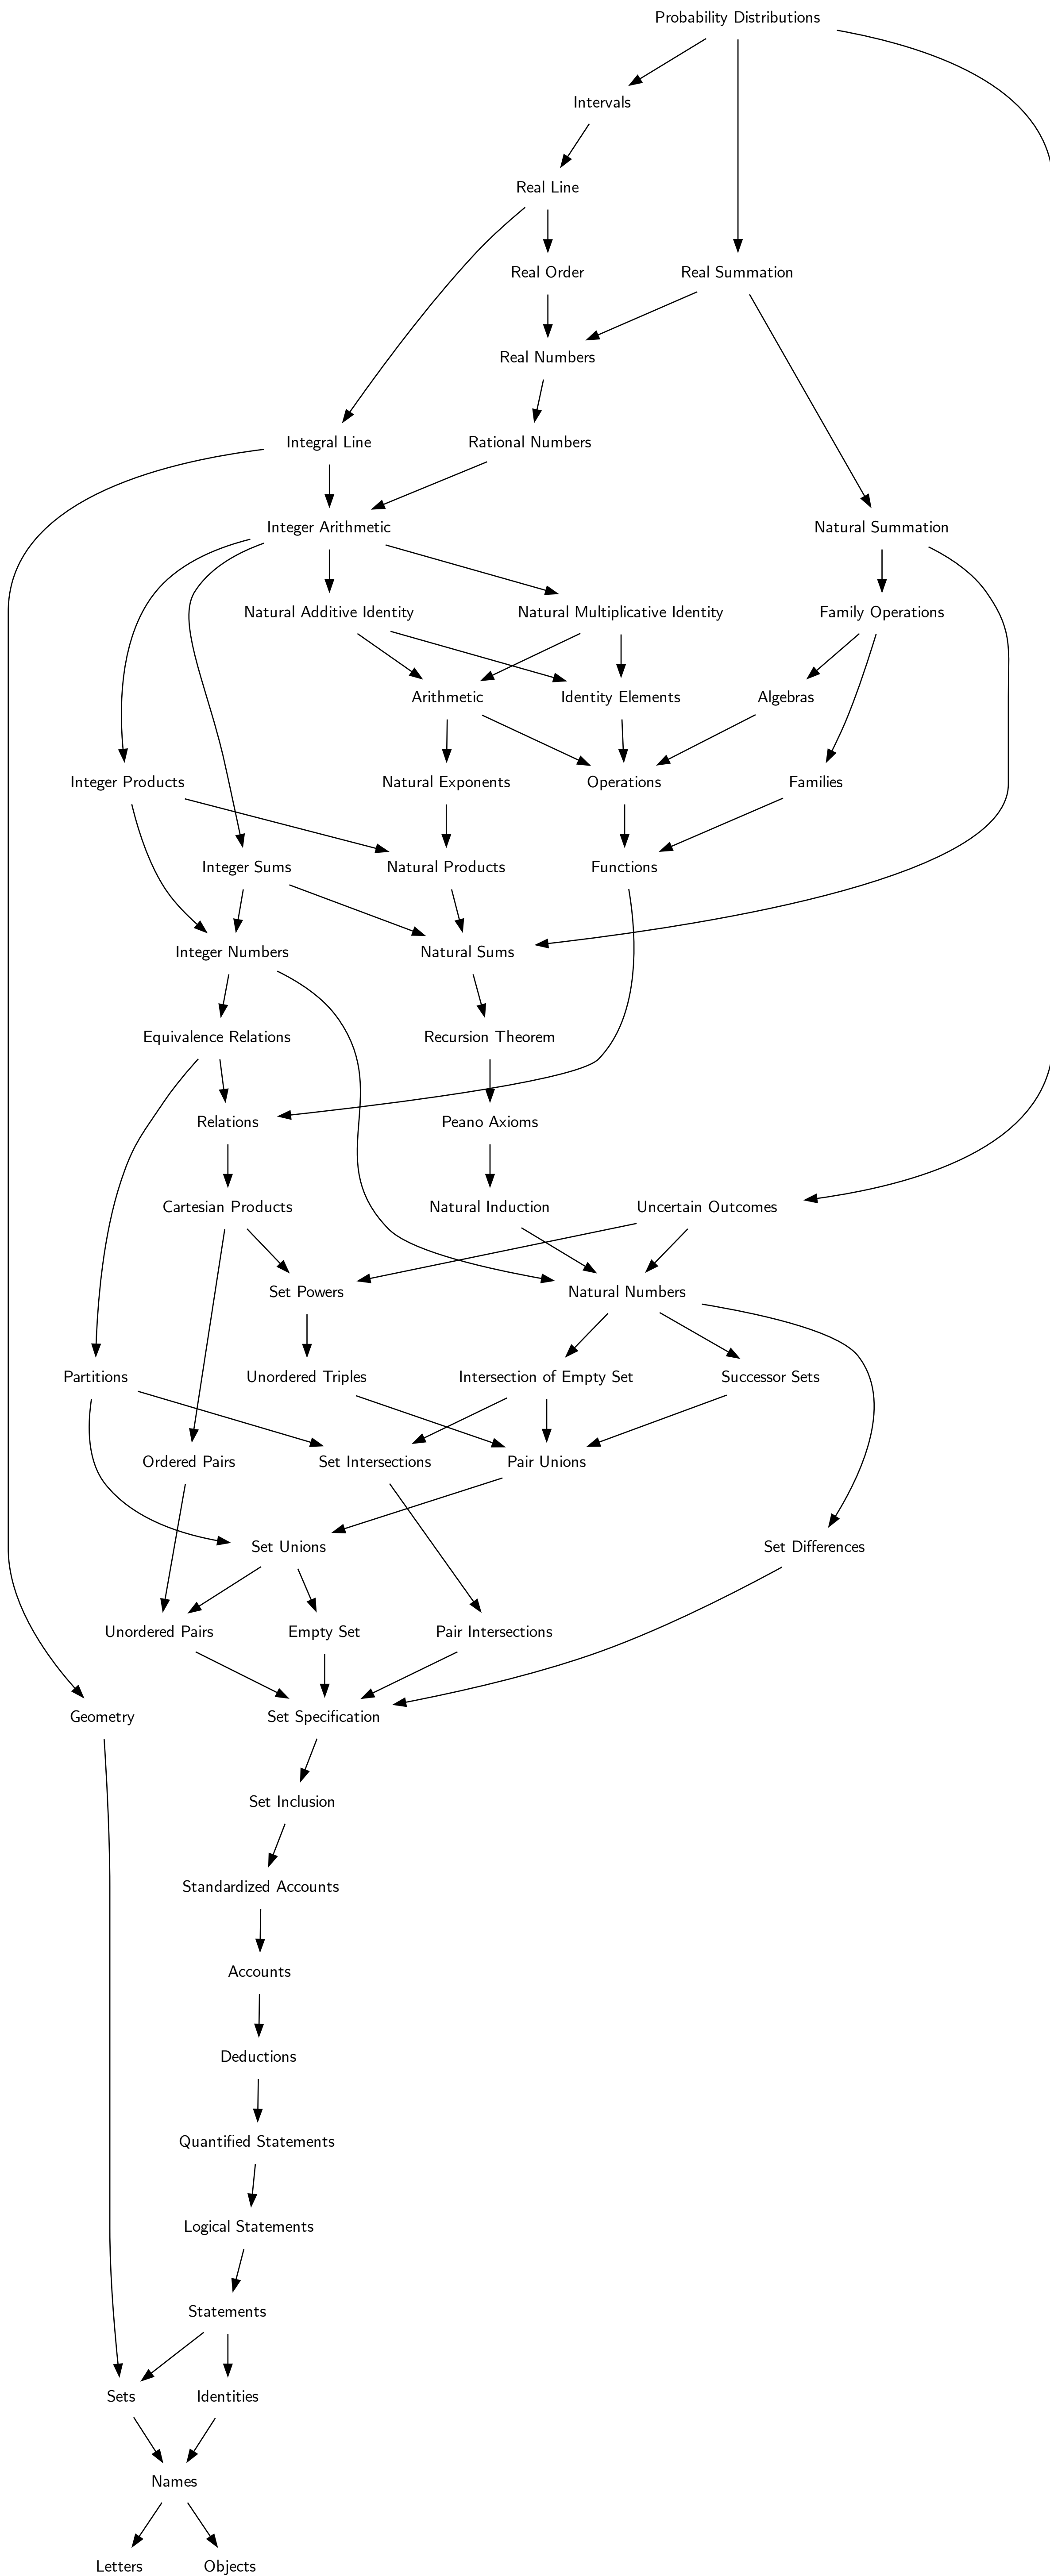 Probability Distributions
Intervals
Real Line
Real Order
Real Summation
Real Numbers
Integral Line
Rational Numbers
Integer Arithmetic
Natural Summation
Natural Additive Identity
Natural Multiplicative Identity
Family Operations
Arithmetic
Identity Elements
Algebras
Integer Products
Natural Exponents
Operations
Families
Integer Sums
Natural Products
Functions
Integer Numbers
Natural Sums
Equivalence Relations
Recursion Theorem
Relations
Peano Axioms
Cartesian Products
Natural Induction
Uncertain Outcomes
Set Powers
Natural Numbers
Partitions
Unordered Triples
Intersection of Empty Set
Successor Sets
Ordered Pairs
Set Intersections
Pair Unions
Set Unions
Set Differences
Unordered Pairs
Empty Set
Pair Intersections
Geometry
Set Specification
Set Inclusion
Standardized Accounts
Accounts
Deductions
Quantified Statements
Logical Statements
Statements
Sets
Identities
Names
Letters
Objects